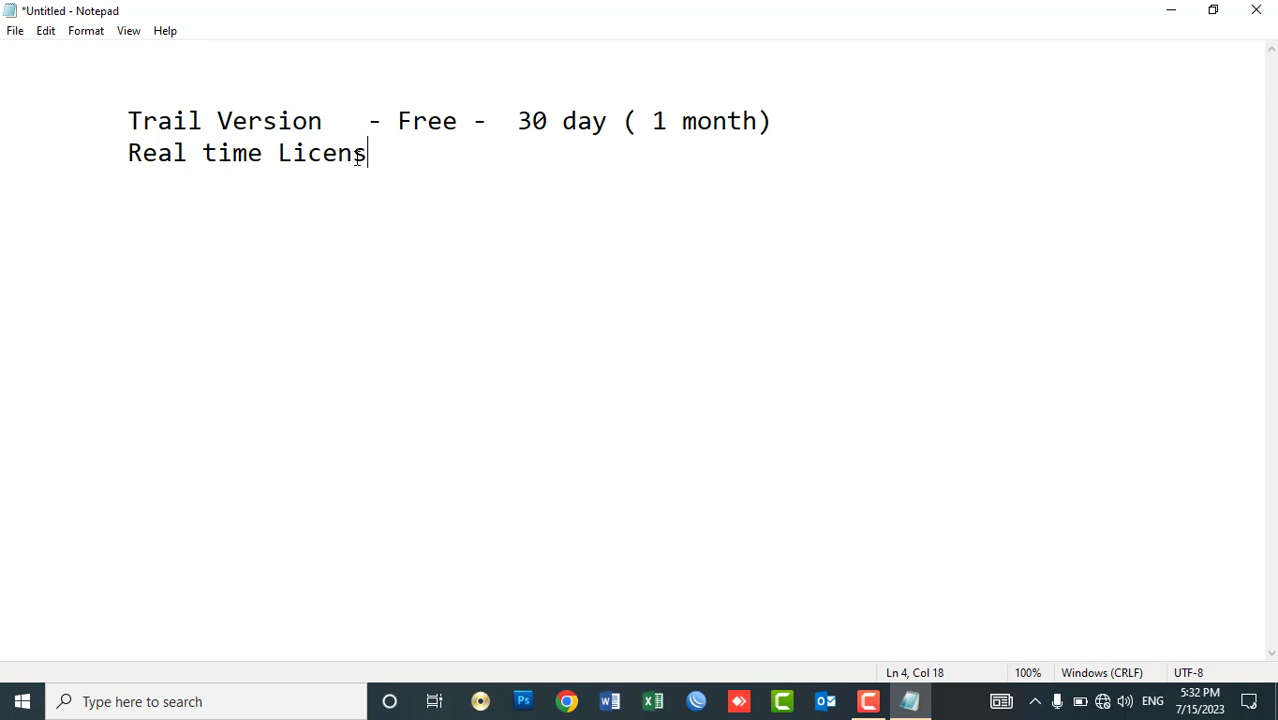 *Untitled - Notepad
File Edit Format View Help
Trail Version - Free - 30 day ( 1 month)
Real time Licens
Ln 4, Col 18 100% Windows (CRLF) UTF-8
Type here to search
Ps
ENG
5:32 PM
7/15/2023